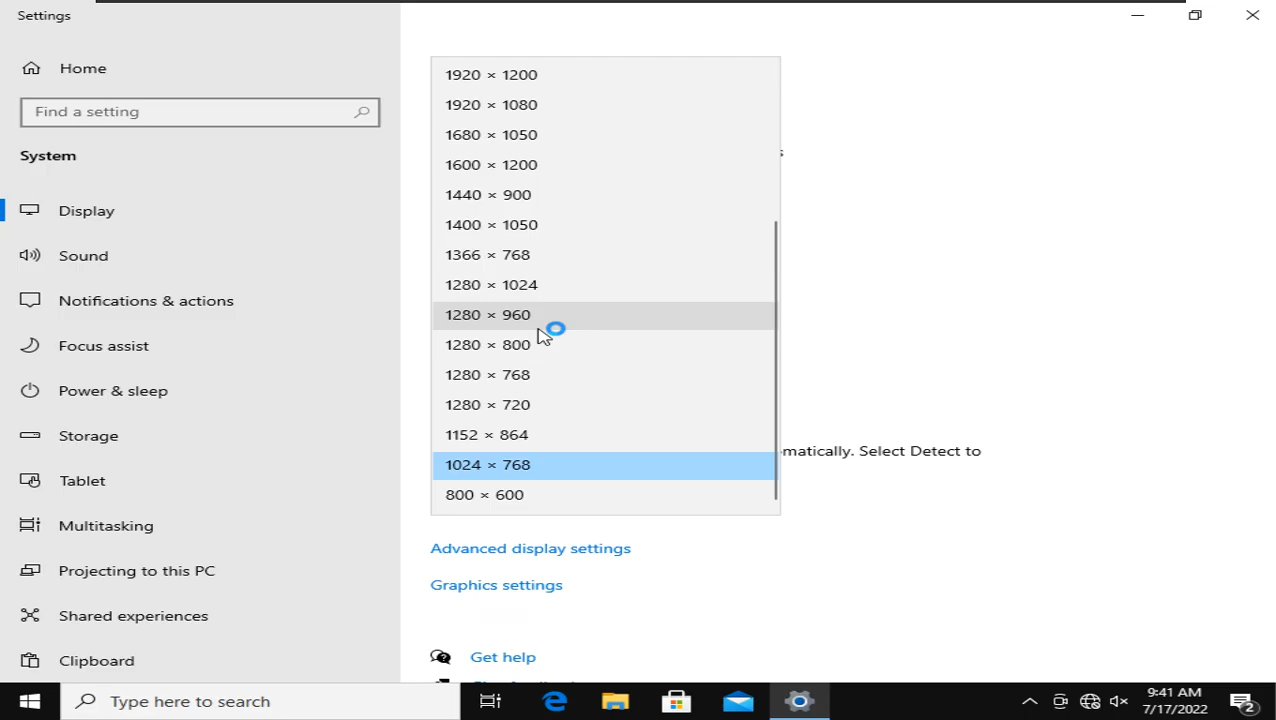 Settings
Home
Find a setting
System
Display
Sound
Notifications & actions
Focus assist
Power & sleep
Storage
Tablet
Multitasking
Projecting to this PC
Shared experiences
Clipboard
1920 × 1200
1920 × 1080
1680 × 1050
1600 × 1200
1440 × 900
1400 × 1050
1366 × 768
1280 × 1024
1280 × 960
1280 × 800
1280 × 768
1280 × 720
1152 × 864
1024 × 768
800 × 600
matically. Select Detect to
Advanced display settings
Graphics settings
Get help
Type here to search
9:41 AM
7/17/2022
2